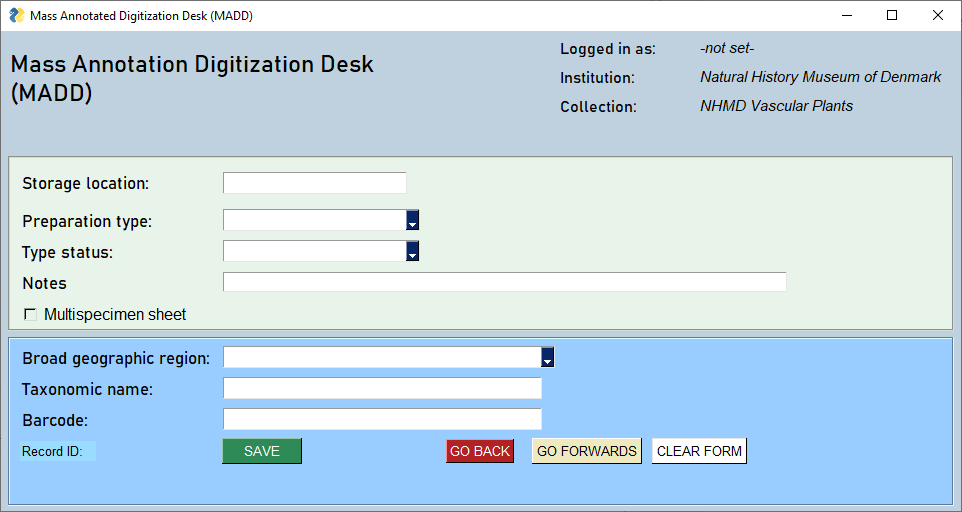 Mass Annotated Digitization Desk (MADD)
Mass Annotation Digitization Desk
(MADD)
Logged in as: -not set-
Institution: Natural History Museum of Denmark
Collection: NHMD Vascular Plants
Storage location:
Preparation type:
Type status:
Notes
Multispecimen sheet
Broad geographic region:
Taxonomic name:
Barcode:
Record ID: SAVE GO BACK GO FORWARDS CLEAR FORM